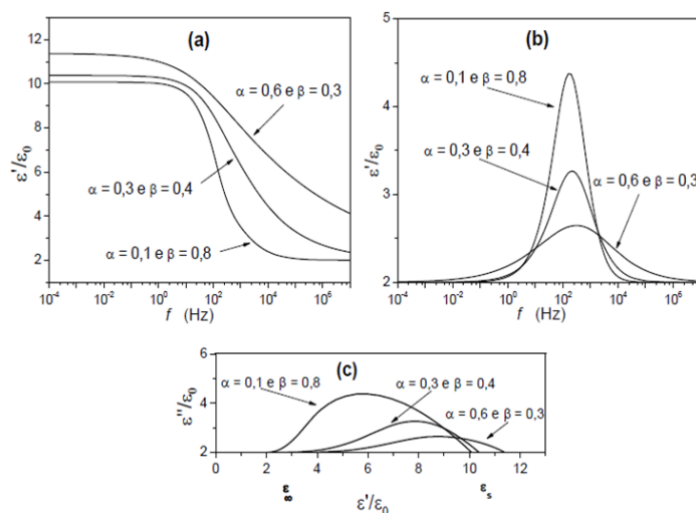 (a)
12
10
8
6
4
2
ε'/ε₀
α = 0,6 e β = 0,3
α = 0,3 e β = 0,4
α = 0,1 e β = 0,8
10⁻⁴ 10⁻² 10⁰ 10² 10⁴ 10⁶
f (Hz)
(b)
5
4
3
2
ε'/ε₀
α = 0,1 e β = 0,8
α = 0,3 e β = 0,4
α = 0,6 e β = 0,3
10⁻⁴ 10⁻² 10⁰ 10² 10⁴ 10⁶
f (Hz)
(c)
6
4
2
ε''/ε₀
α = 0,1 e β = 0,8
α = 0,3 e β = 0,4
α = 0,6 e β = 0,3
0 2 4 6 8 10 12
ε∞ εs
ε'/ε₀